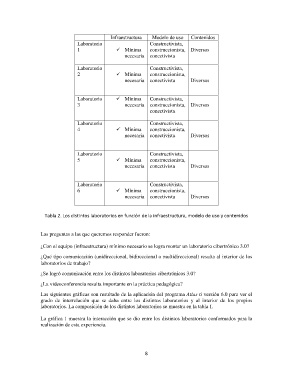 Infraestructura Modelo de uso Contenidos
Laboratorio 1 ✓ Mínima necesaria Constructivista, construccionista, conectivista Diversos
Laboratorio 2 ✓ Mínima necesaria Constructivista, construccionista, conectivista Diversos
Laboratorio 3 ✓ Mínima necesaria Constructivista, construccionista, conectivista Diversos
Laboratorio 4 ✓ Mínima necesaria Constructivista, construccionista, conectivista Diversos
Laboratorio 5 ✓ Mínima necesaria Constructivista, construccionista, conectivista Diversos
Laboratorio 6 ✓ Mínima necesaria Constructivista, construccionista, conectivista Diversos
Tabla 2. Los distintos laboratorios en función de la infraestructura, modelo de uso y contenidos
Las preguntas a las que queremos responder fueron:
¿Con el equipo (infraestructura) mínimo necesario se logra montar un laboratorio cibertrónico 3.0?
¿Qué tipo comunicación (unidireccional, bidireccional o multidireccional) resulta al interior de los
laboratorios de trabajo?
¿Se logró comunicación entre los distintos laboratorios cibertrónicos 3.0?
¿La videoconferencia resulta importante en la práctica pedagógica?
Las siguientes gráficas son resultado de la aplicación del programa Atlas ti versión 6.0 para ver el
grado de interrelación que se daba entre los distintos laboratorios y al interior de los propios
laboratorios. La composición de los distintos laboratorios se muestra en la tabla 1.
La gráfica 1 muestra la interacción que se dio entre los distintos laboratorios conformados para la
realización de esta experiencia.
8